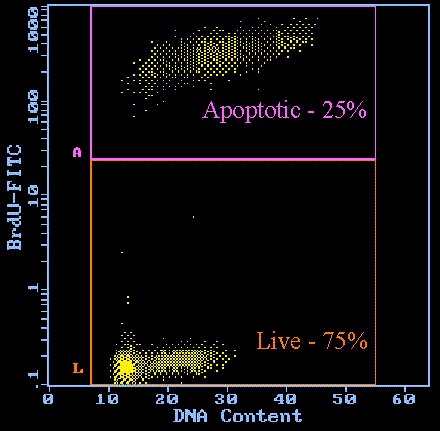 1000
100
10
1
.1
BrdU-FITC
A
Apoptotic - 25%
L
Live - 75%
0 10 20 30 40 50 60
DNA Content